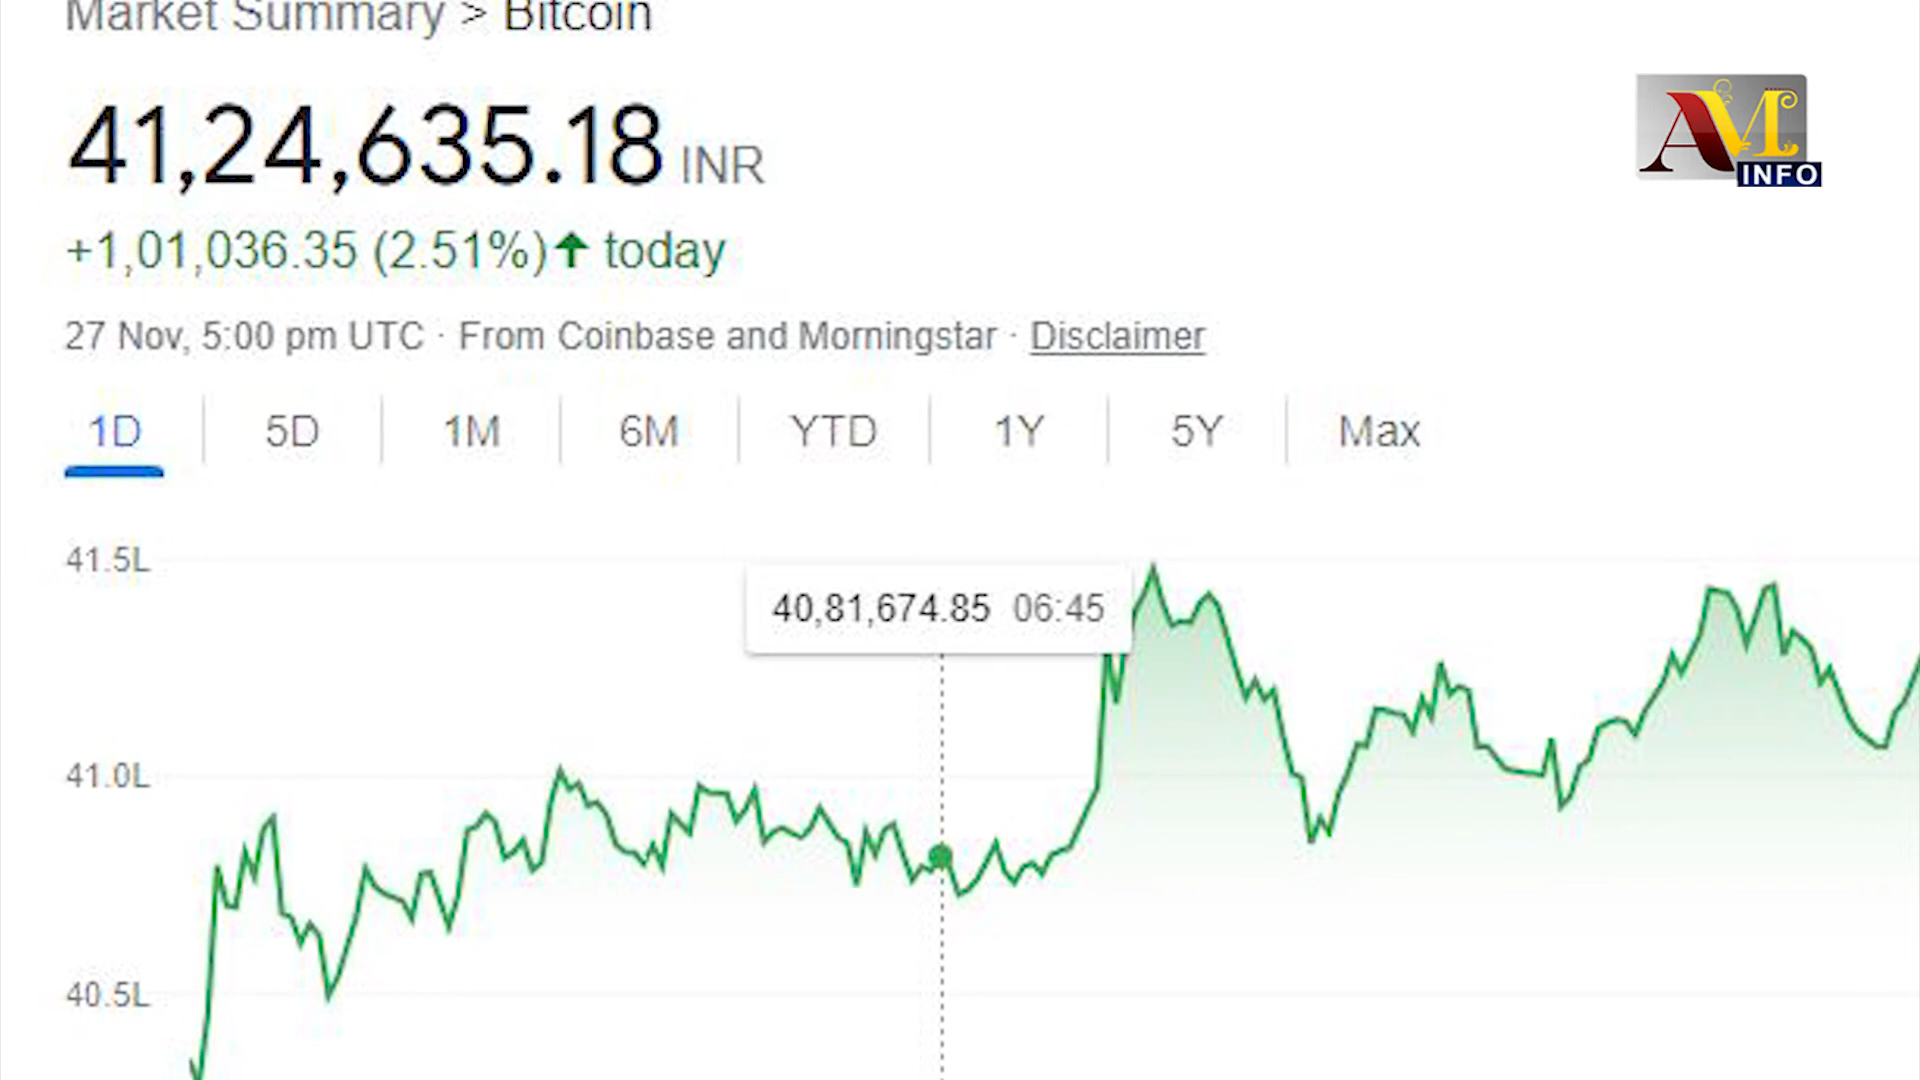 Market Summary > Bitcoin
41,24,635.18 INR
AM INFO
+1,01,036.35 (2.51%) ↑ today
27 Nov, 5:00 pm UTC · From Coinbase and Morningstar · Disclaimer
1D 5D 1M 6M YTD 1Y 5Y Max
41.5L
40,81,674.85 06:45
41.0L
40.5L